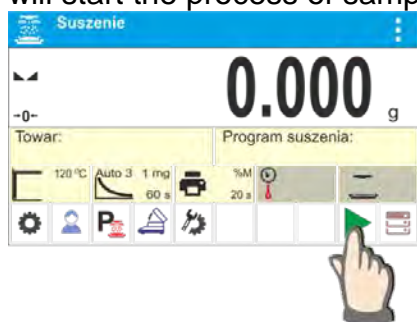 will start the process of samp
Suszenie
0.000 g
-0-
Towar: Program suszenia:
120 °C Auto 3 1 mg %M
60 s 20 s
P